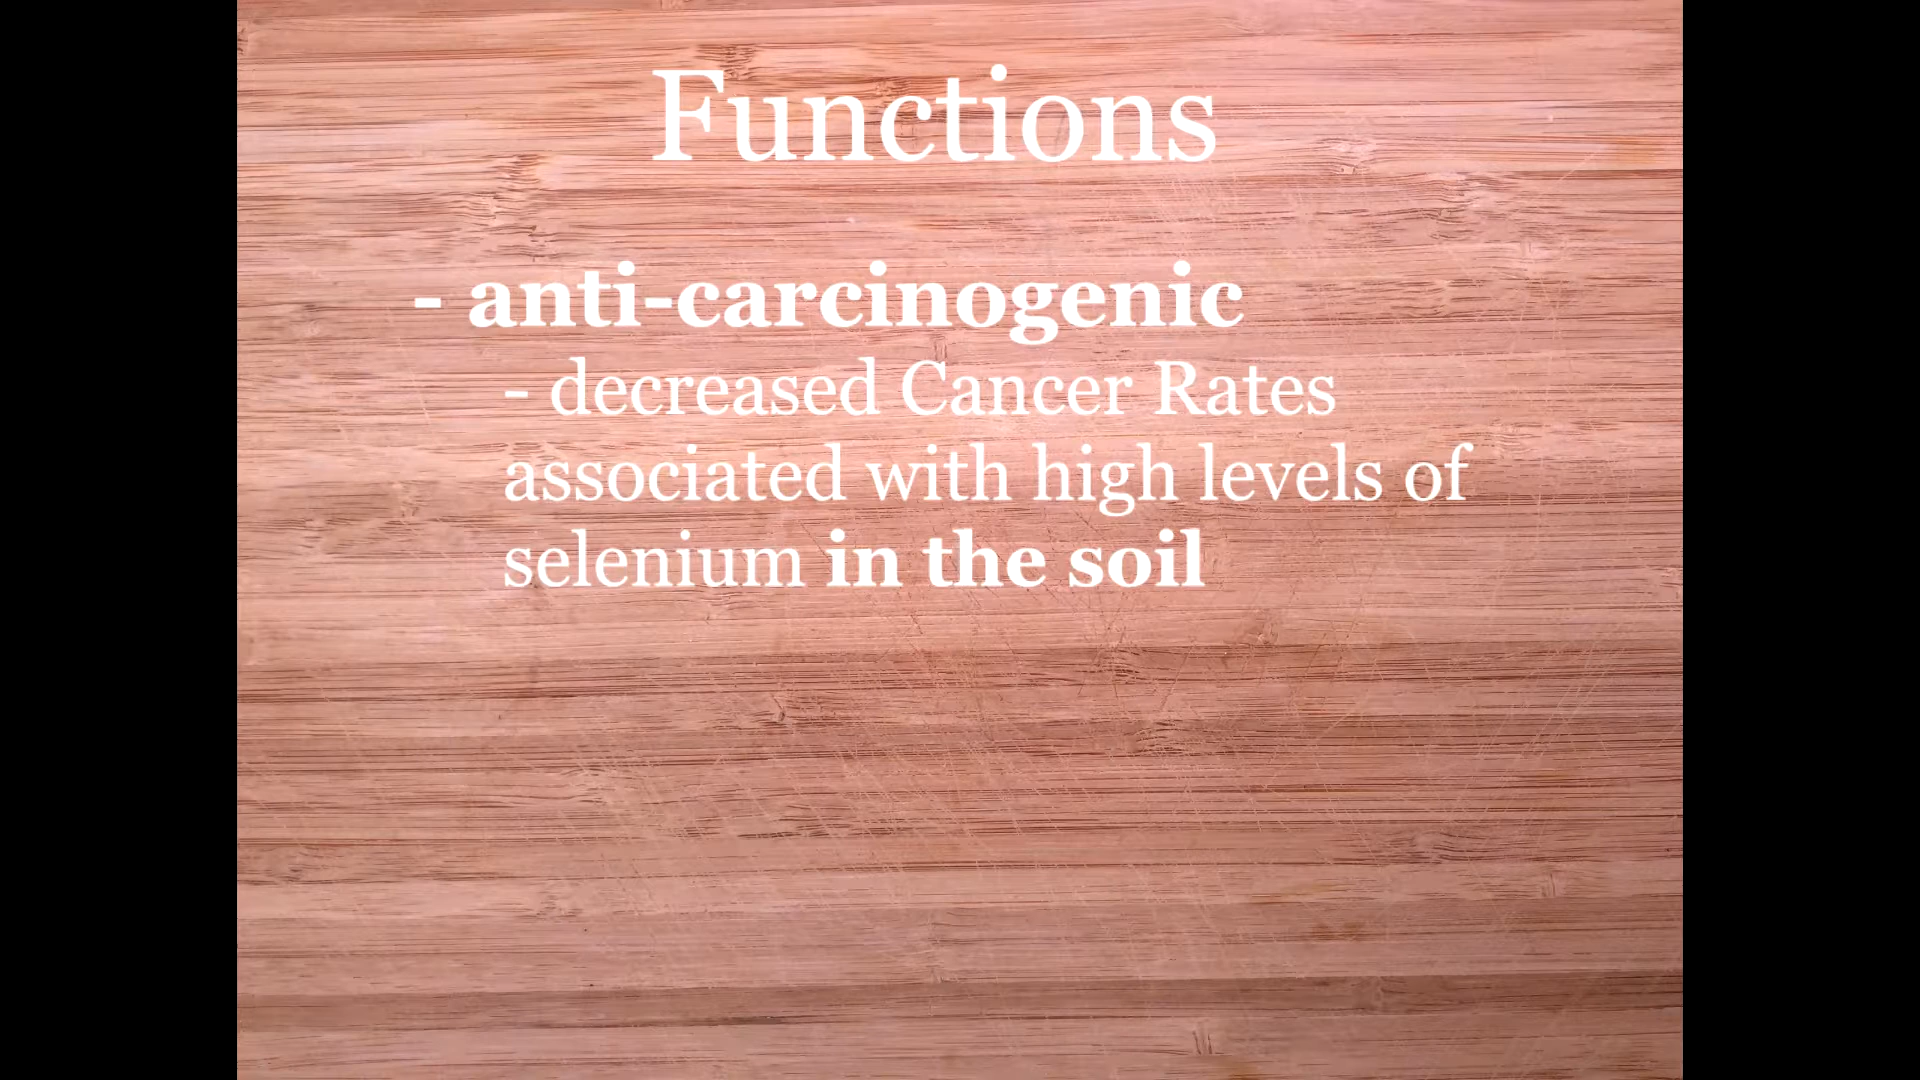 Functions
- anti-carcinogenic
- decreased Cancer Rates
associated with high levels of
selenium in the soil